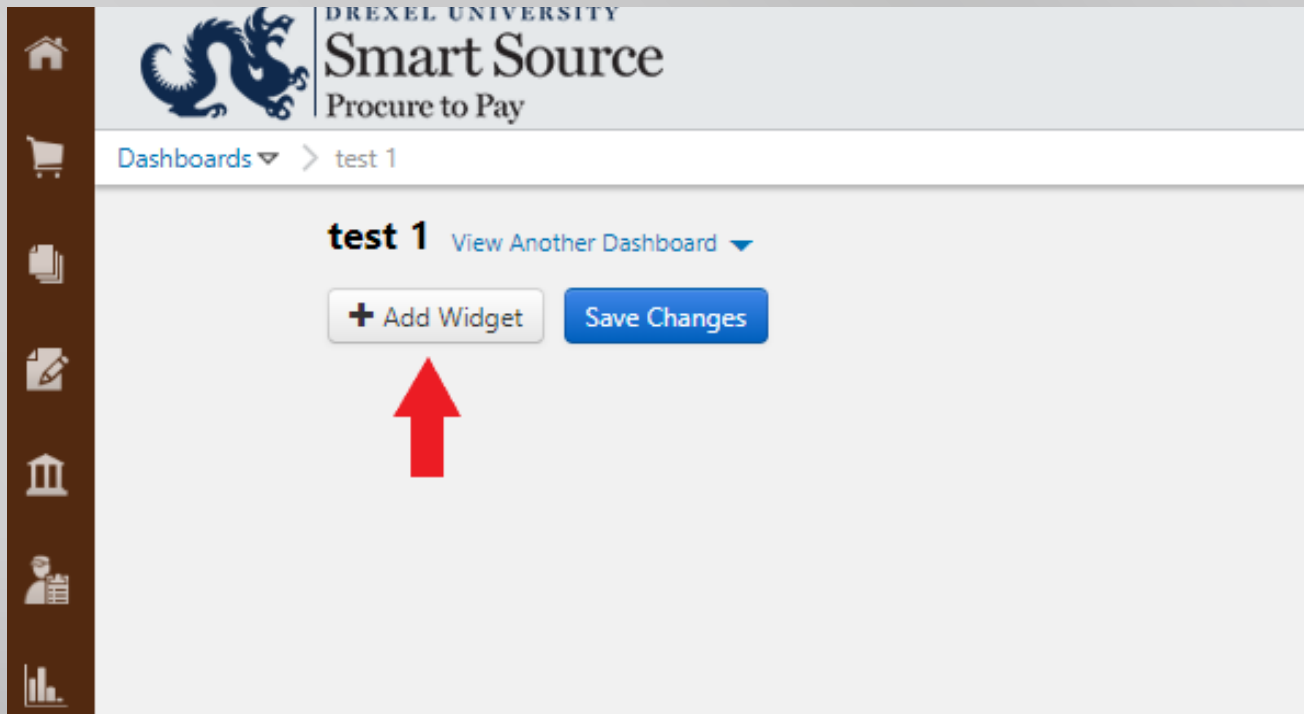 DREXEL UNIVERSITY
Smart Source
Procure to Pay
Dashboards > test 1
test 1 View Another Dashboard
+ Add Widget Save Changes